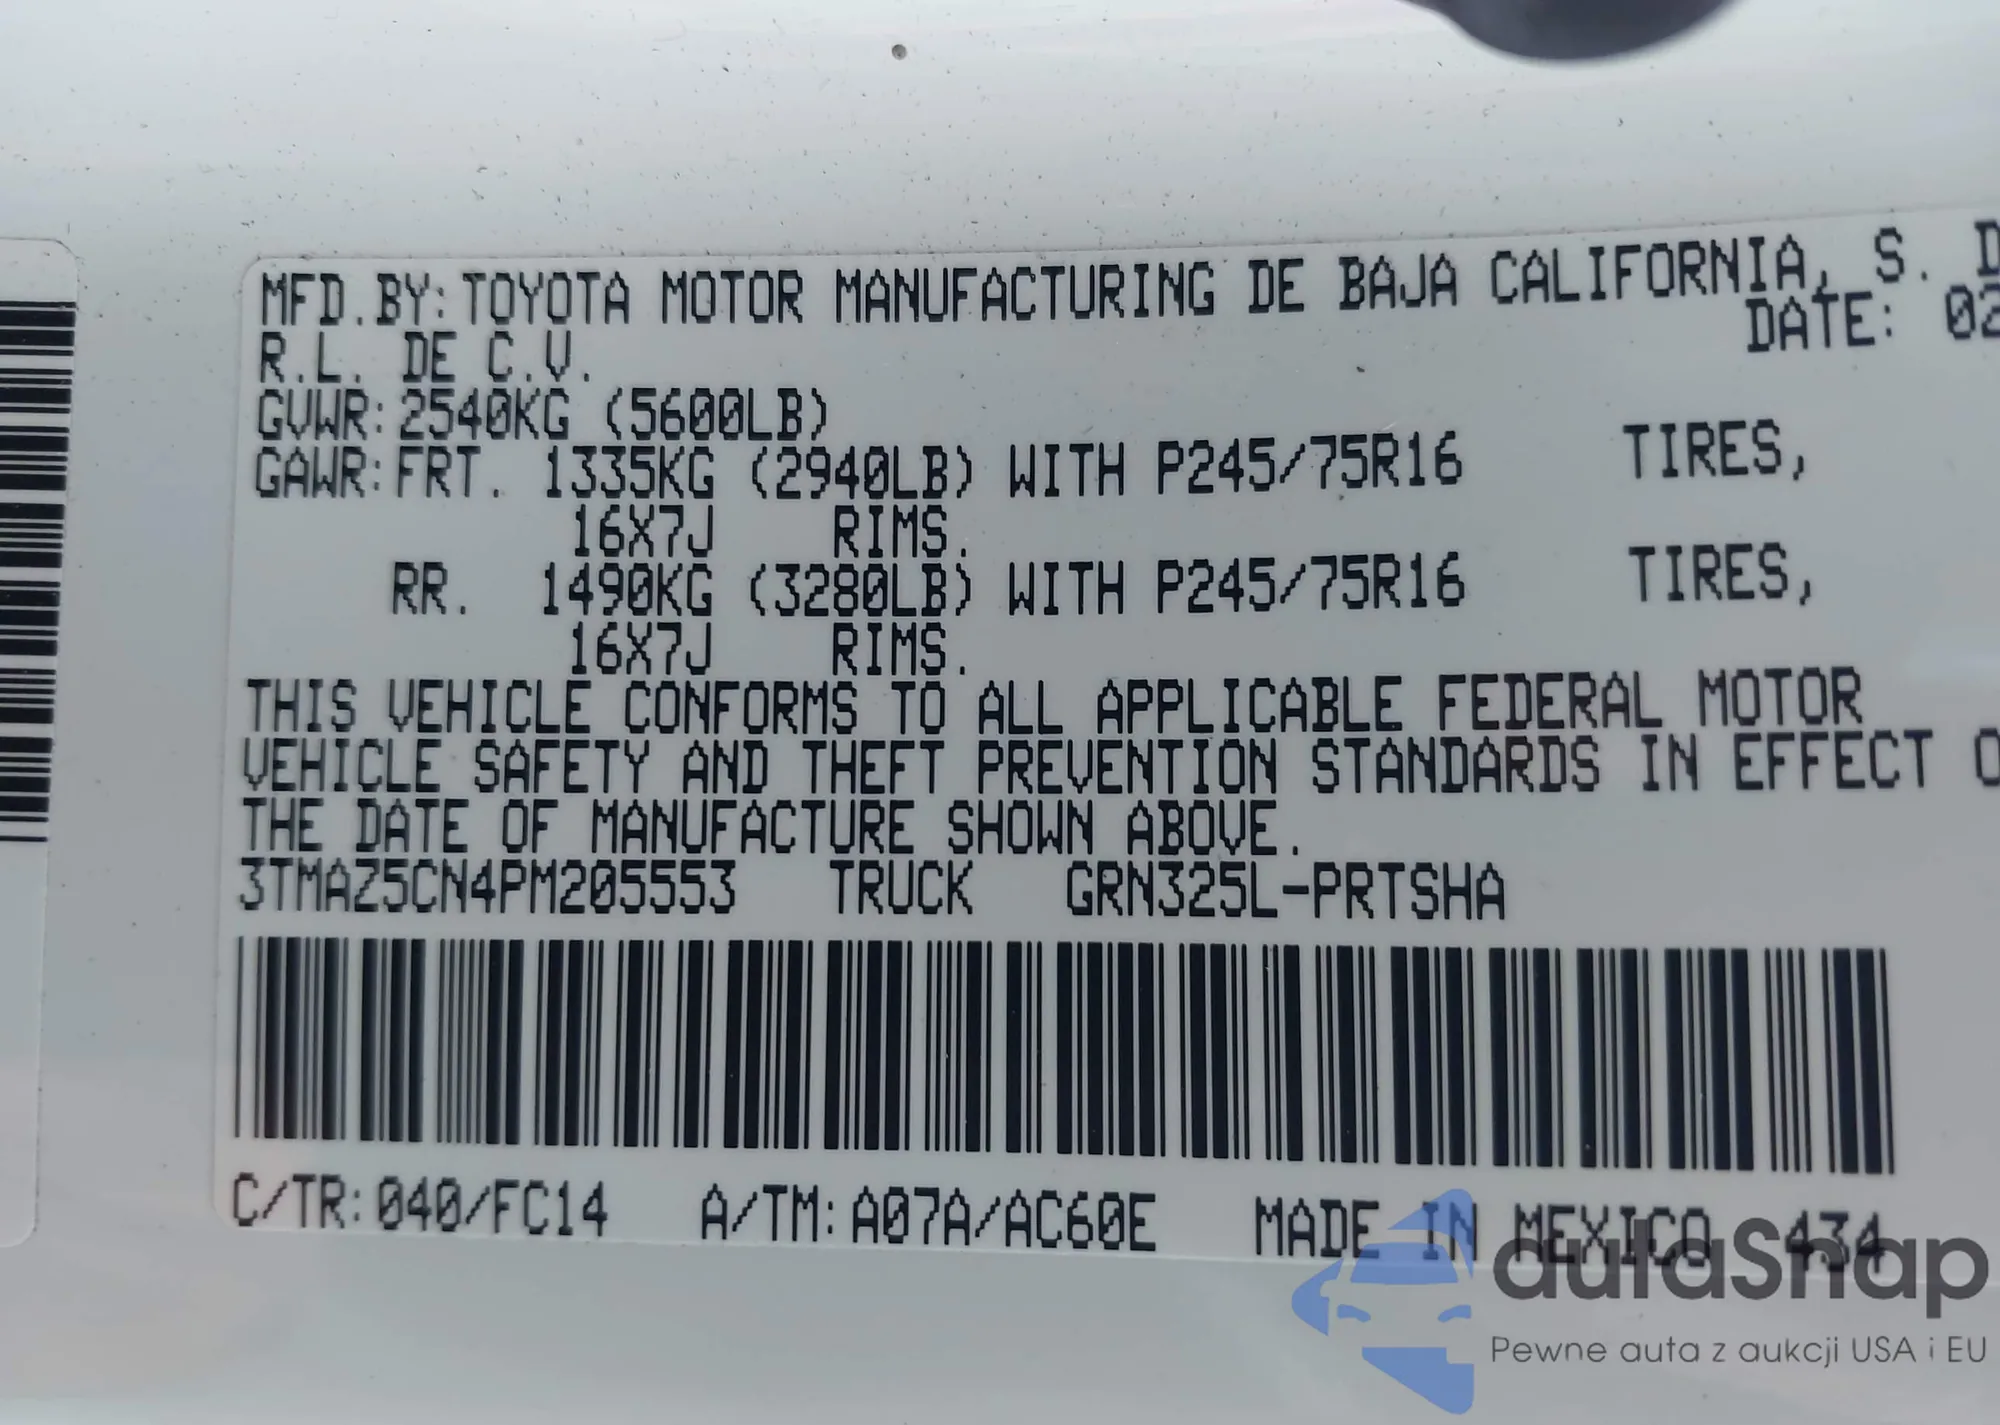 MFD.BY: TOYOTA MOTOR MANUFACTURING DE BAJA CALIFORNIA, S. D
R.L. DE C.V. DATE: 02
GVWR: 2540KG (5600LB)
GAWR: FRT. 1335KG (2940LB) WITH P245/75R16 TIRES,
16X7J RIMS.
RR. 1490KG (3280LB) WITH P245/75R16 TIRES,
16X7J RIMS.
THIS VEHICLE CONFORMS TO ALL APPLICABLE FEDERAL MOTOR
VEHICLE SAFETY AND THEFT PREVENTION STANDARDS IN EFFECT O
THE DATE OF MANUFACTURE SHOWN ABOVE.
3TMAZ5CN4PM205553 TRUCK GRN325L-PRTSHA
C/TR: 040/FC14 A/TM: A07A/AC60E MADE IN MEXICO 434
autaSnap
Pewne auta z aukcji USA i EU